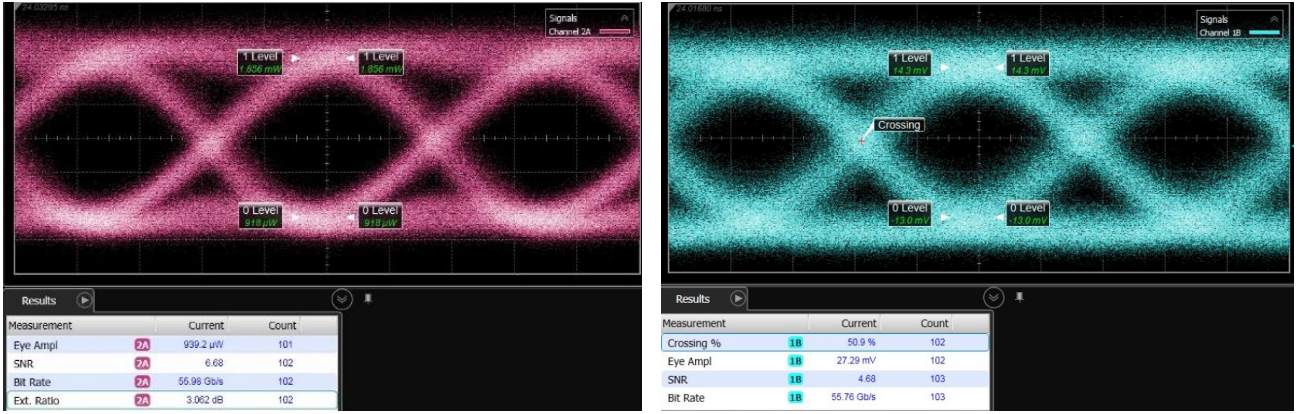 24.03295 ns
Signals
Channel 2A
1 Level
1.856 mW
1 Level
1.856 mW
0 Level
918 µW
0 Level
918 µW
Results
Measurement Current Count
Eye Ampl 2A 939.2 µW 101
SNR 2A 6.68 102
Bit Rate 2A 55.98 Gb/s 102
Ext. Ratio 2A 3.062 dB 102
24.01680 ns
Signals
Channel 1B
1 Level
14.3 mV
1 Level
14.3 mV
Crossing
0 Level
-13.0 mV
0 Level
-13.0 mV
Results
Measurement Current Count
Crossing % 1B 50.9 % 102
Eye Ampl 1B 27.29 mV 102
SNR 1B 4.68 103
Bit Rate 1B 55.76 Gb/s 103